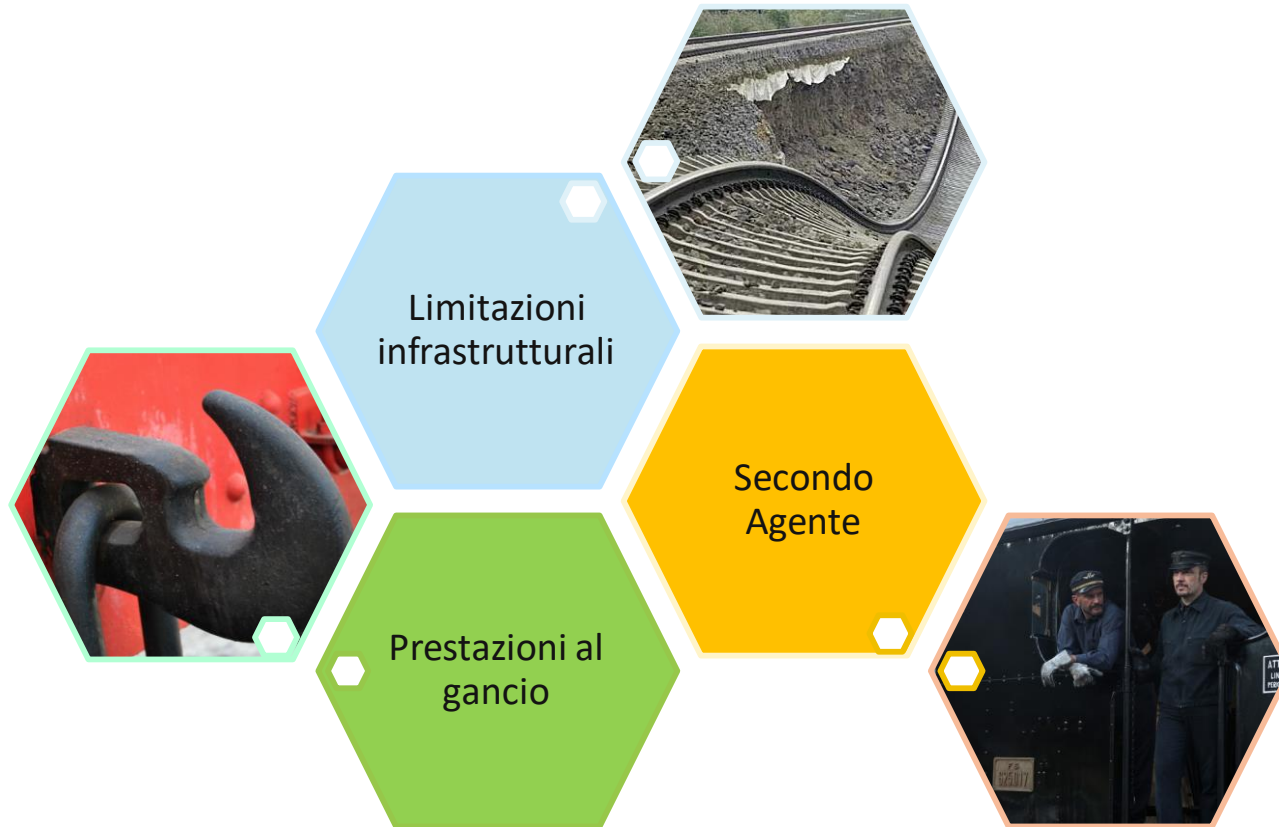 Limitazioni
infrastrutturali
Secondo
Agente
Prestazioni al
gancio